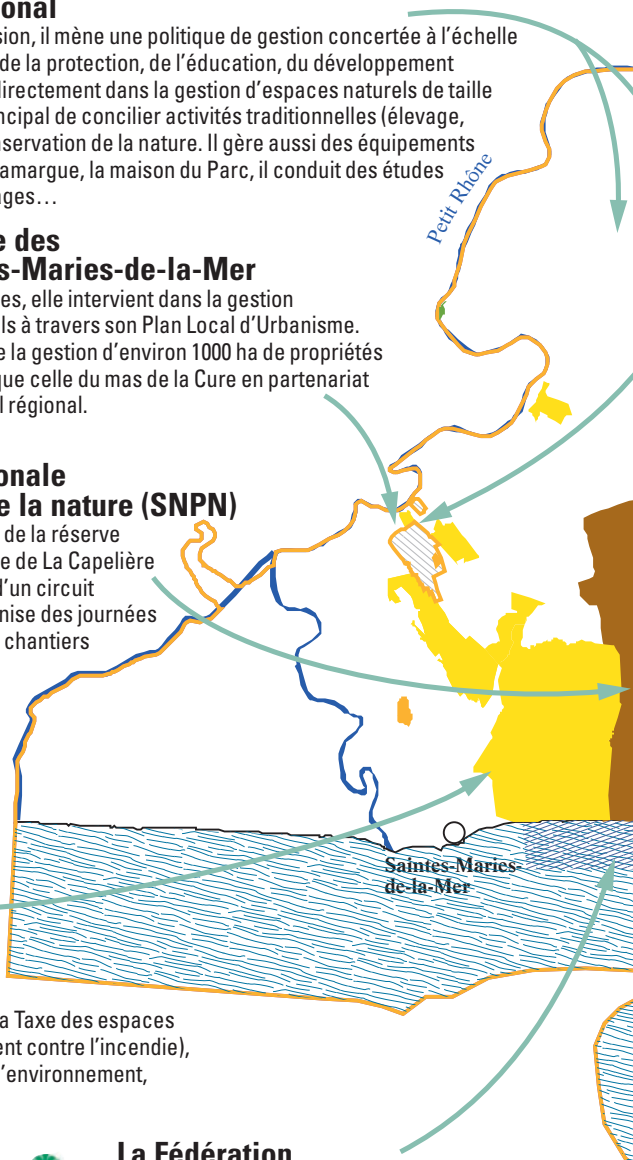 onal
sion, il mène une politique de gestion concertée à l’échelle
de la protection, de l’éducation, du développement
directement dans la gestion d’espaces naturels de taille
ncipal de concilier activités traditionnelles (élevage,
nservation de la nature. Il gère aussi des équipements
amargue, la maison du Parc, il conduit des études
ages…
Petit Rhône
e des
s-Maries-de-la-Mer
es, elle intervient dans la gestion
ls à travers son Plan Local d’Urbanisme.
e la gestion d’environ 1000 ha de propriétés
que celle du mas de la Cure en partenariat
l régional.
onale
e la nature (SNPN)
de la réserve
e de La Capelière
d’un circuit
nise des journées
chantiers
Saintes-Maries-
de-la-Mer
a Taxe des espaces
ent contre l’incendie),
l’environnement,
La Fédération